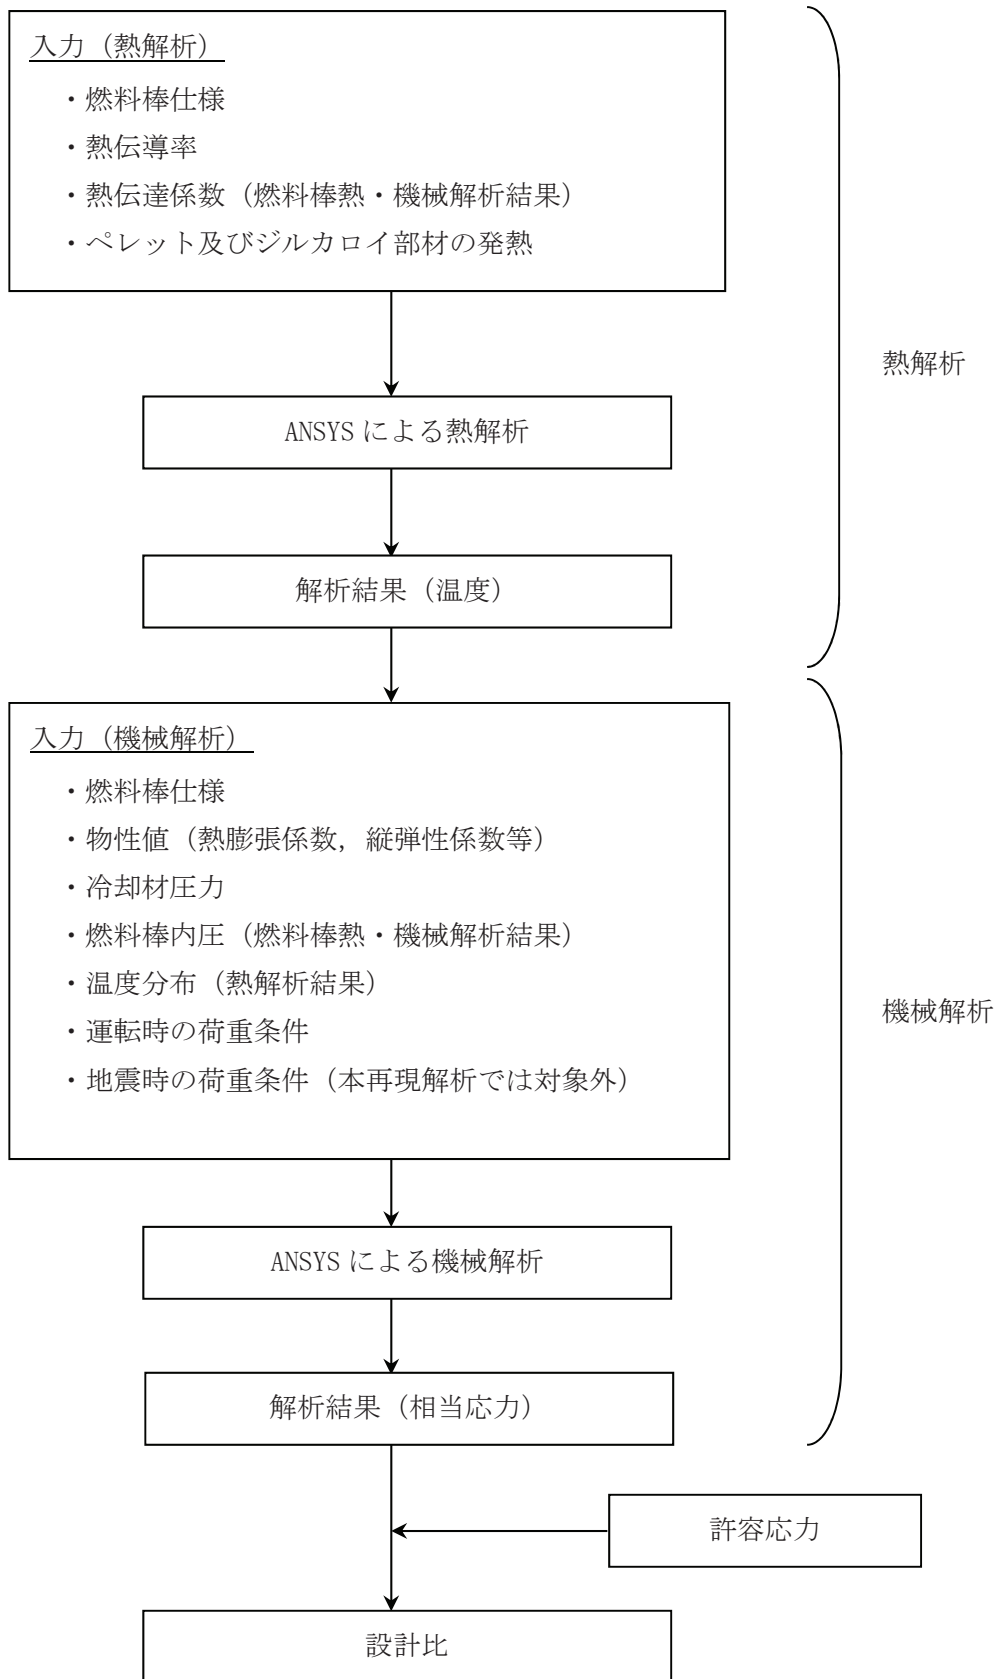 入力（熱解析）
・燃料棒仕様
・熱伝導率
・熱伝達係数（燃料棒熱・機械解析結果）
・ペレット及びジルカロイ部材の発熱
熱解析
ANSYS による熱解析
解析結果（温度）
入力（機械解析）
・燃料棒仕様
・物性値（熱膨張係数，縦弾性係数等）
・冷却材圧力
・燃料棒内圧（燃料棒熱・機械解析結果）
・温度分布（熱解析結果）
・運転時の荷重条件
・地震時の荷重条件（本再現解析では対象外）
機械解析
ANSYS による機械解析
解析結果（相当応力）
許容応力
設計比